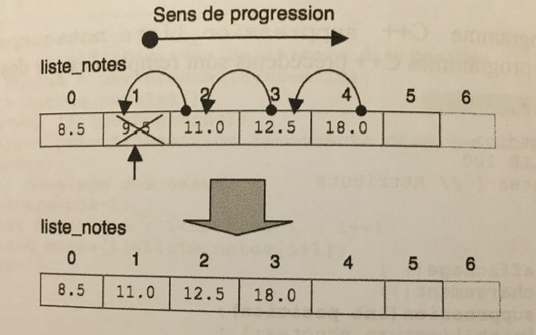 Sens de progression
liste_notes
0 1 2 3 4 5 6
8.5 9.5 11.0 12.5 18.0
liste_notes
0 1 2 3 4 5 6
8.5 11.0 12.5 18.0